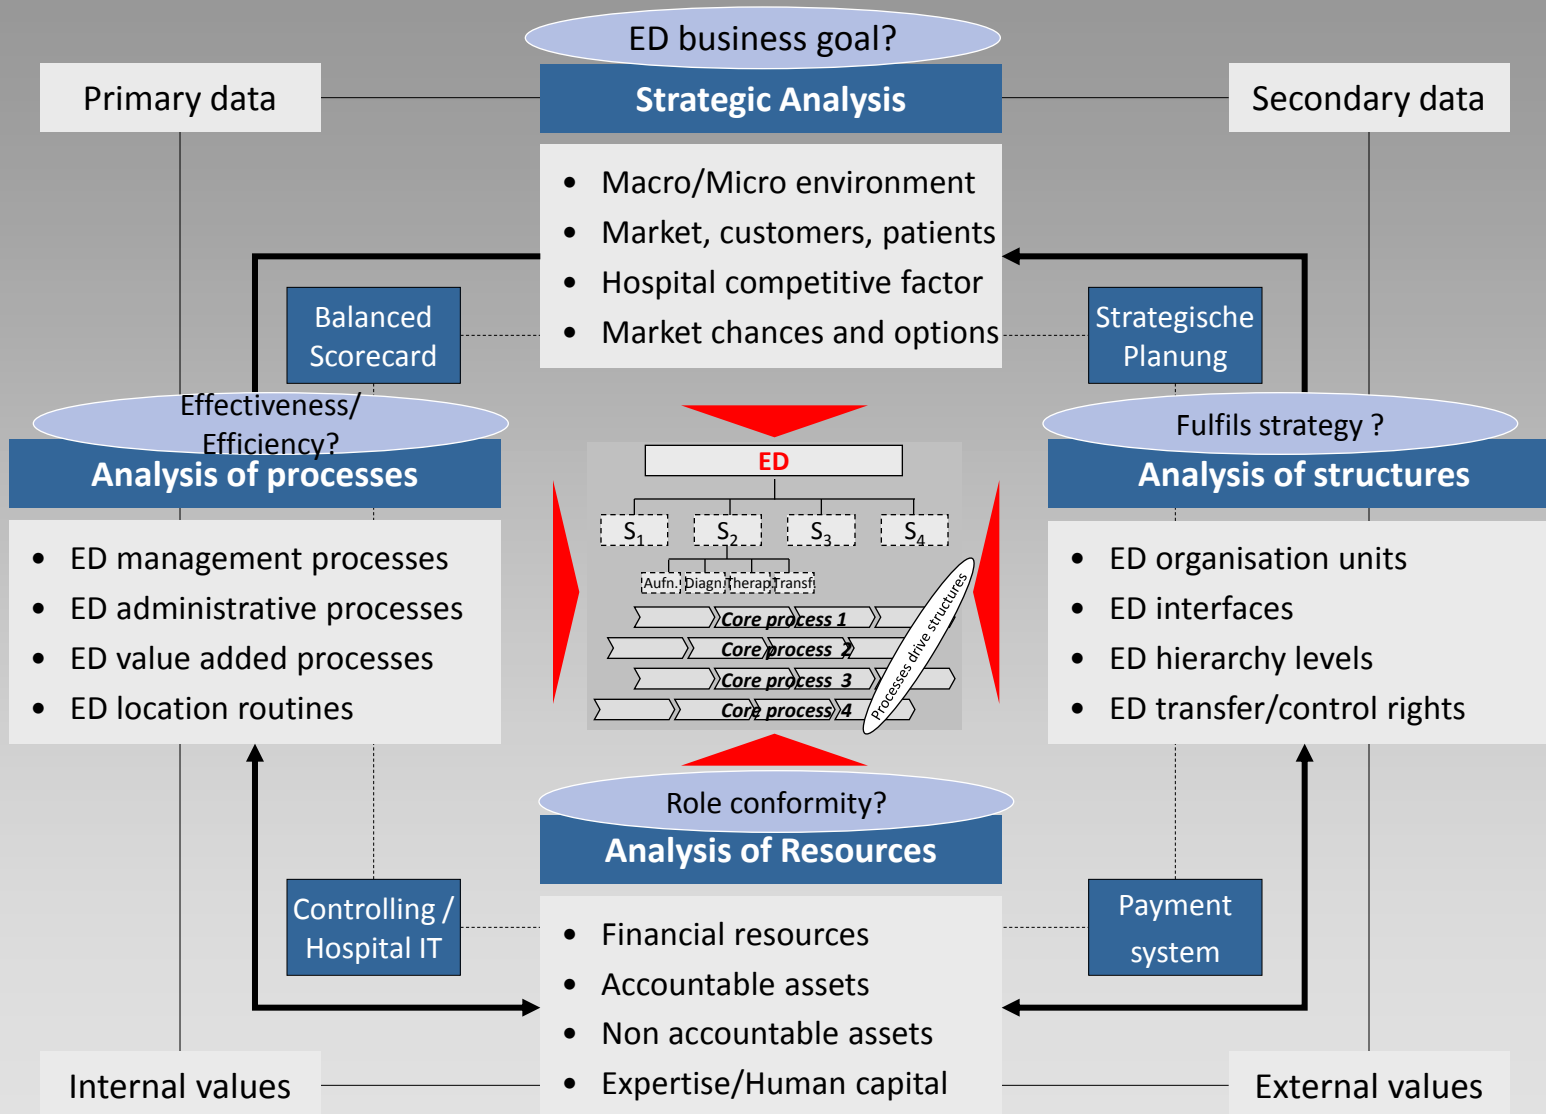 ED business goal?
Primary data
Strategic Analysis
Secondary data
• Macro/Micro environment
• Market, customers, patients
• Hospital competitive factor
• Market chances and options
Balanced
Scorecard
Strategische
Planung
Effectiveness/
Efficiency?
Analysis of processes
• ED management processes
• ED administrative processes
• ED value added processes
• ED location routines
ED
S1 S2 S3 S4
Aufn. Diagn. Therap. Transf.
Core process 1
Core process 2
Core process 3
Core process 4
Processes drive structures
Fulfils strategy ?
Analysis of structures
• ED organisation units
• ED interfaces
• ED hierarchy levels
• ED transfer/control rights
Role conformity?
Analysis of Resources
• Financial resources
• Accountable assets
• Non accountable assets
• Expertise/Human capital
Controlling /
Hospital IT
Payment
system
Internal values
External values